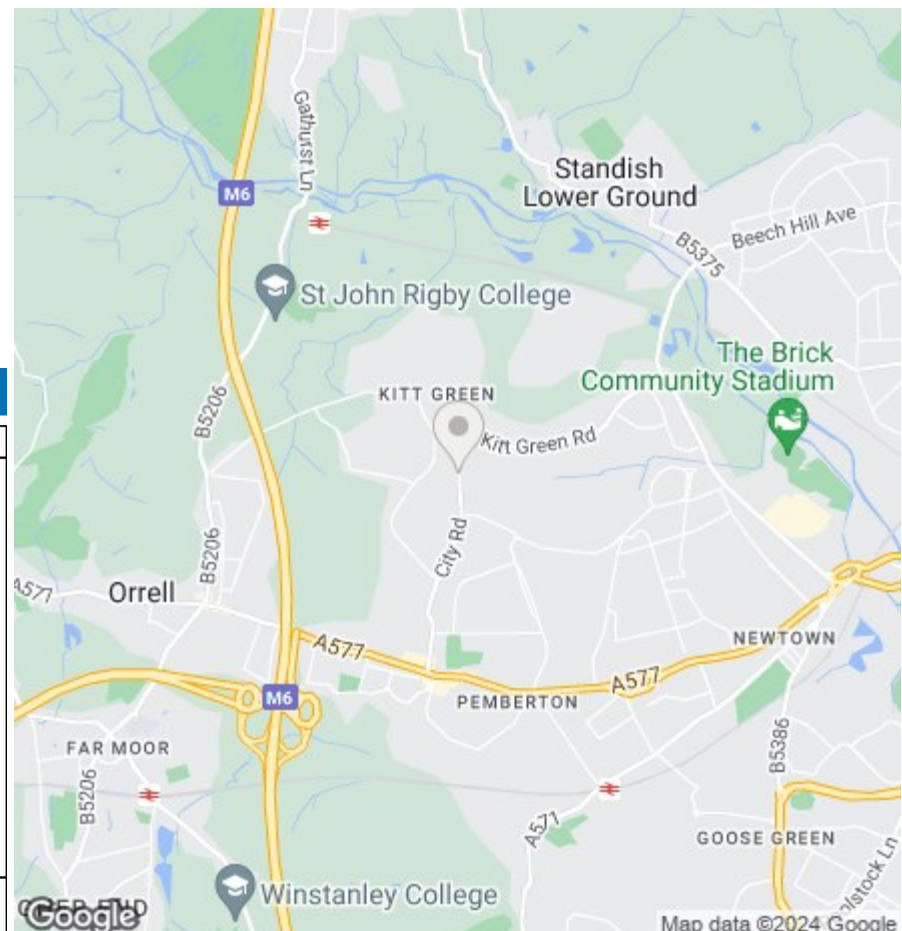 Gathurst Ln
Standish
Lower Ground
M6
Beech Hill Ave
B5375
St John Rigby College
The Brick
Community Stadium
KITT GREEN
B5206
Kitt Green Rd
City Rd
B5206
A577
Orrell
A577
NEWTOWN
A577
M6
PEMBERTON
FAR MOOR
B5386
B5206
A571
GOOSE GREEN
Winstanley College
Google
Map data ©2024 Google